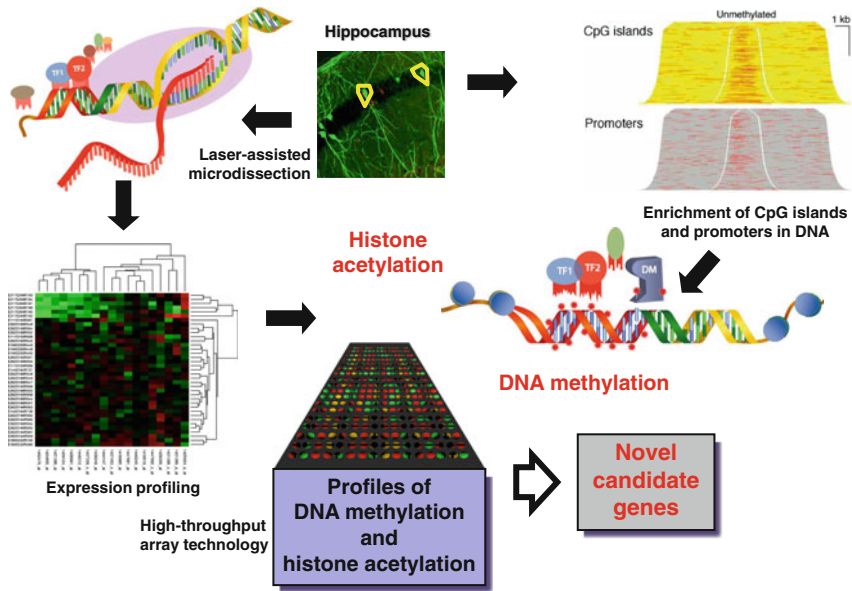 Hippocampus
Unmethylated
1 kb
CpG islands
Promoters
TF1
TF2
Laser-assisted
microdissection
Enrichment of CpG islands
and promoters in DNA
Histone
acetylation
TF1
TF2
DM
DNA methylation
Expression profiling
High-throughput
array technology
Profiles of
DNA methylation
and
histone acetylation
Novel
candidate
genes